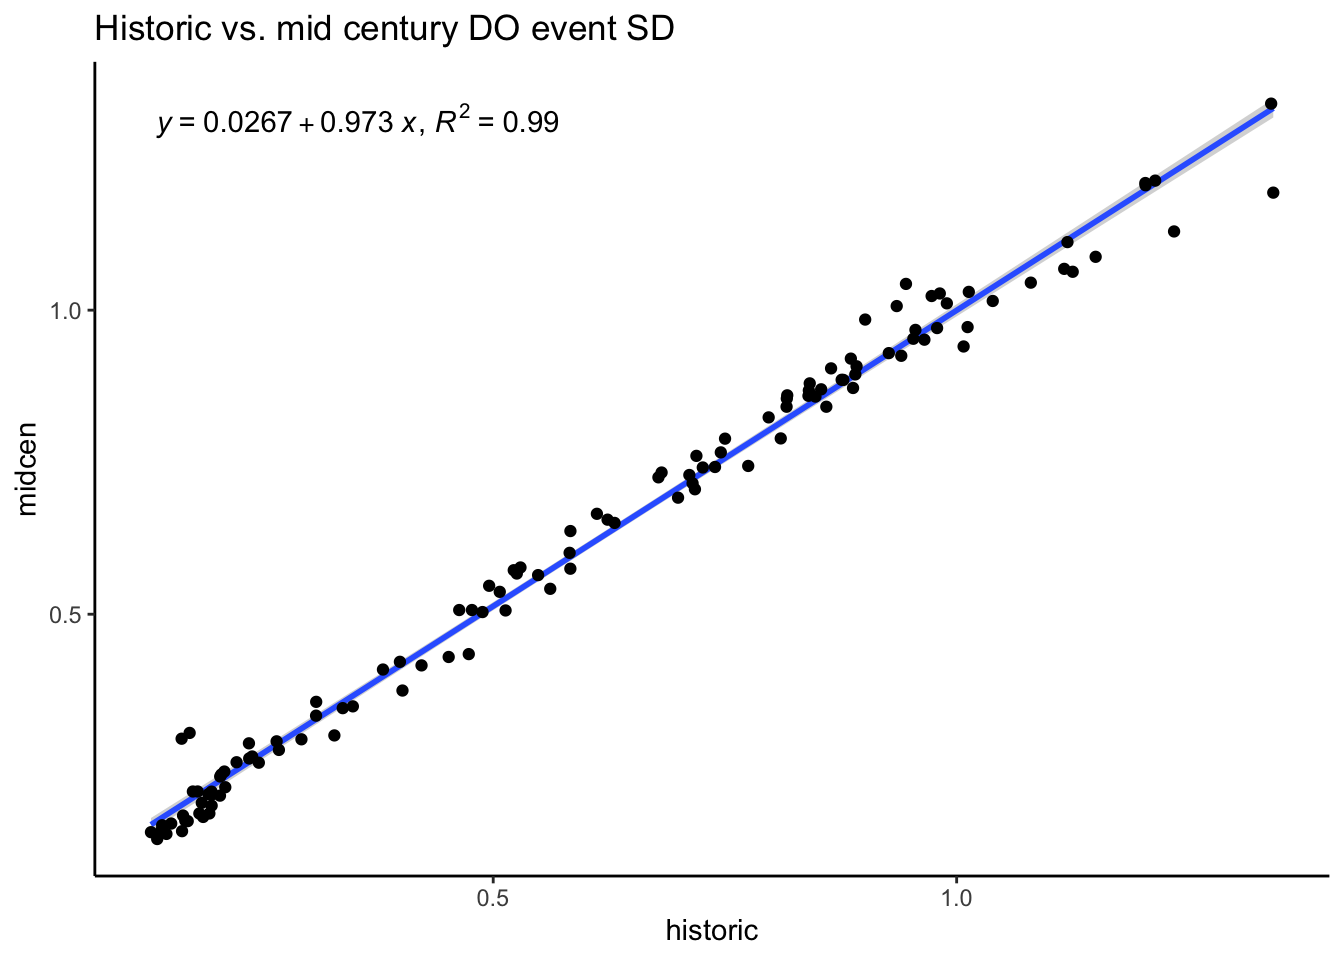 Historic vs. mid century DO event SD
y = 0.0267 + 0.973 x, R² = 0.99
1.0
midcen
0.5
0.5 1.0
historic